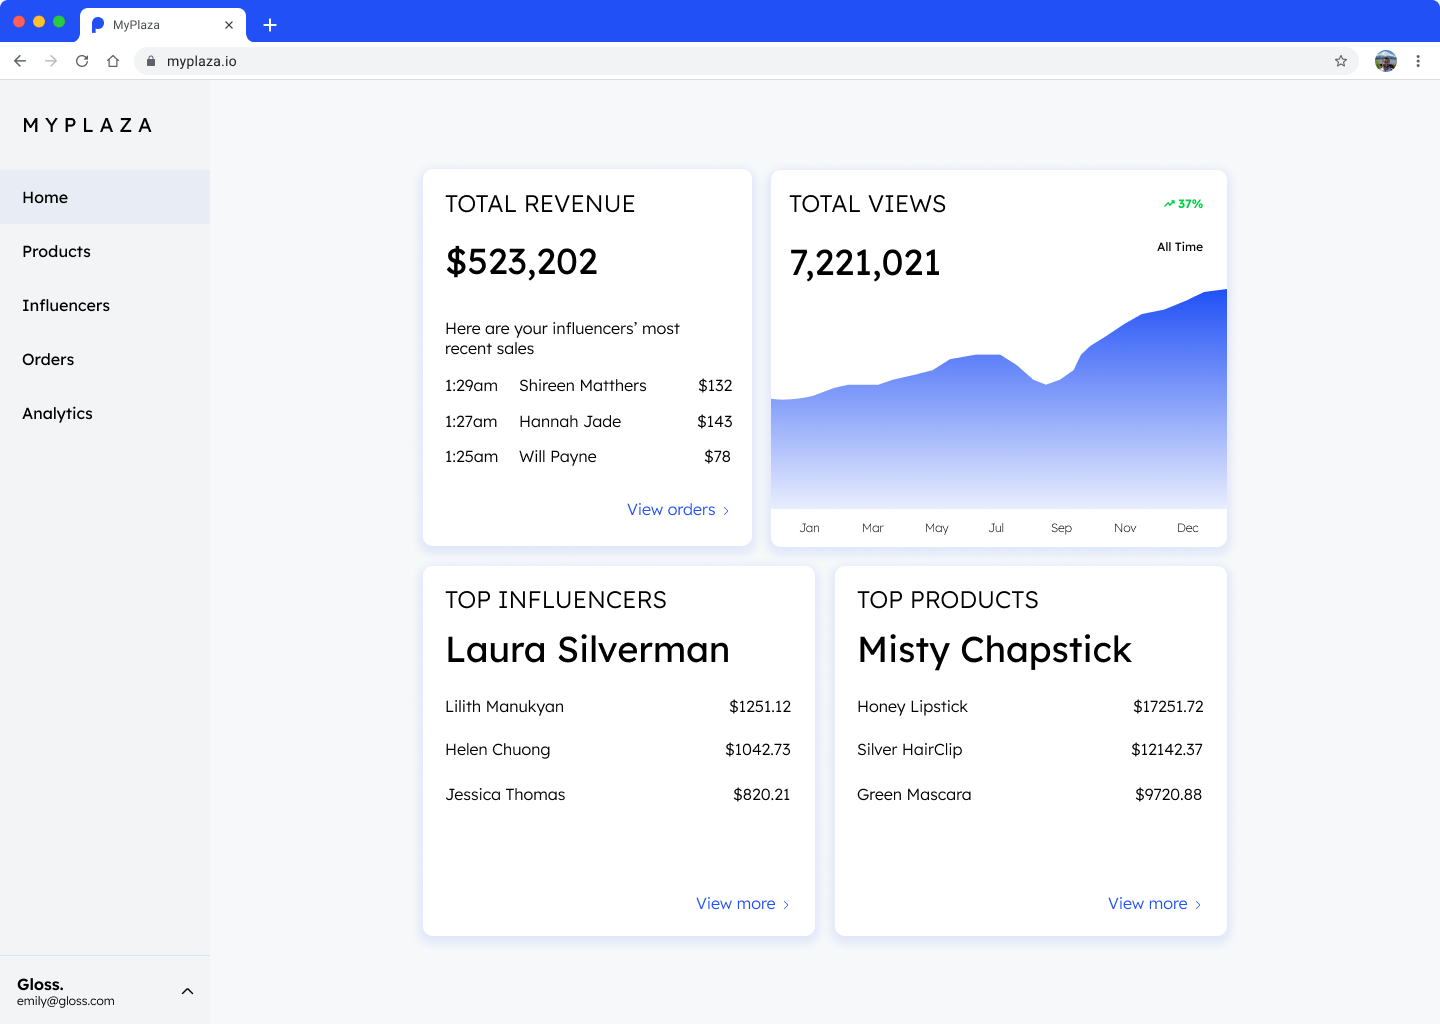 MyPlaza
myplaza.io
MYPLAZA
Home
Products
Influencers
Orders
Analytics
Gloss.
emily@gloss.com
TOTAL REVENUE
$523,202
Here are your influencers’ most
recent sales
1:29am Shireen Matthers $132
1:27am Hannah Jade $143
1:25am Will Payne $78
View orders
TOTAL VIEWS
37%
7,221,021
All Time
Jan Mar May Jul Sep Nov Dec
TOP INFLUENCERS
Laura Silverman
Lilith Manukyan $1251.12
Helen Chuong $1042.73
Jessica Thomas $820.21
View more
TOP PRODUCTS
Misty Chapstick
Honey Lipstick $17251.72
Silver HairClip $12142.37
Green Mascara $9720.88
View more